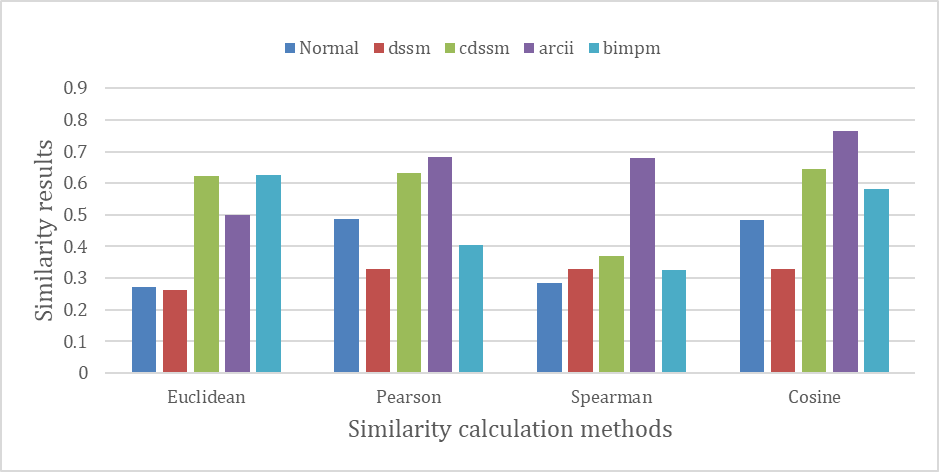 Normal dssm cdssm arcii bimpm
0.9
0.8
0.7
0.6
0.5
0.4
0.3
0.2
0.1
0
Similarity results
Euclidean Pearson Spearman Cosine
Similarity calculation methods